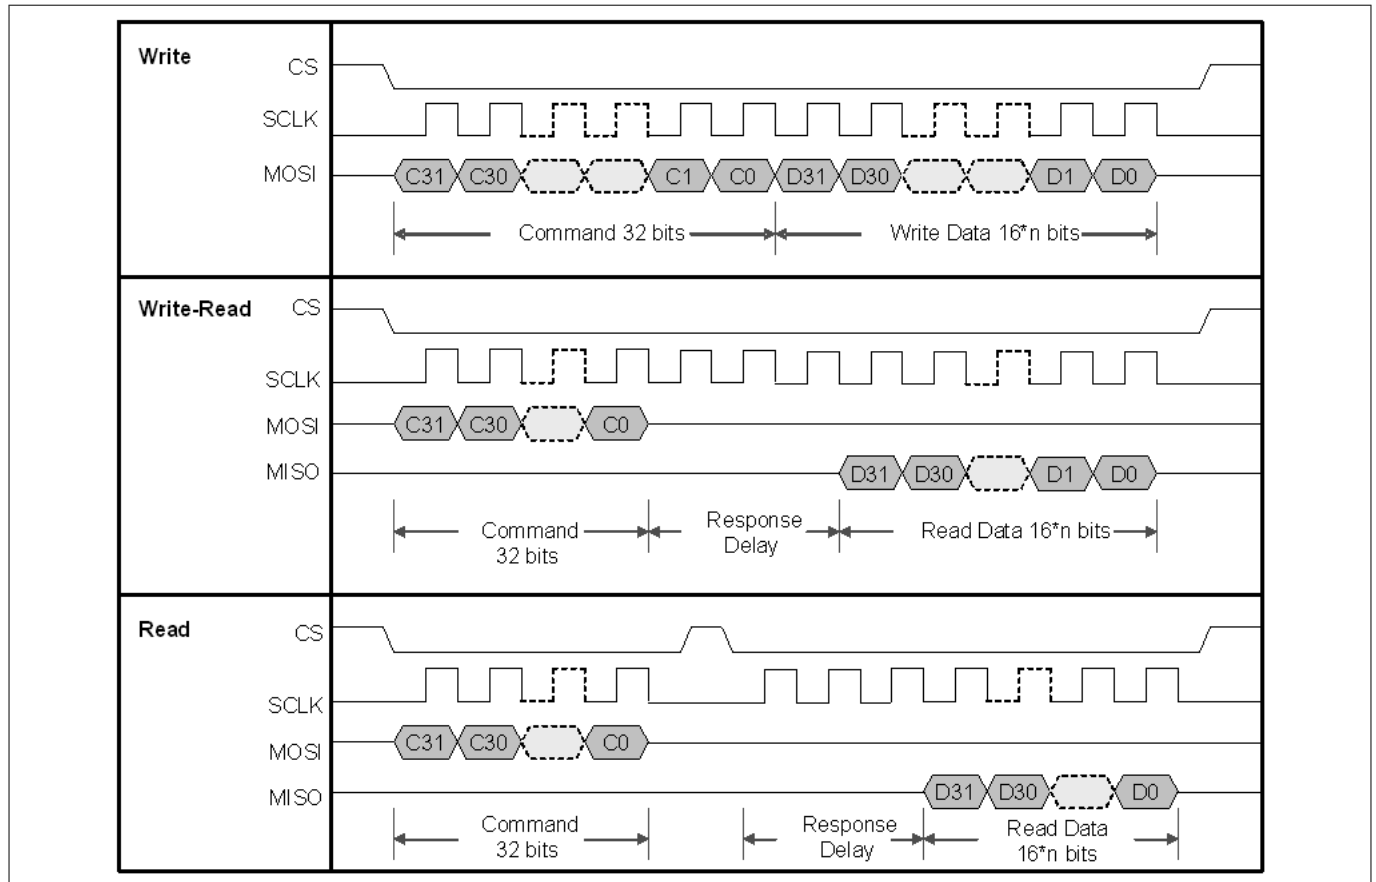 Write
CS
SCLK
MOSI
C31 C30 C1 C0 D31 D30 D1 D0
Command 32 bits
Write Data 16*n bits
Write-Read
CS
SCLK
MOSI
C31 C30 C0
MISO
D31 D30 D1 D0
Command
32 bits
Response
Delay
Read Data 16*n bits
Read
CS
SCLK
MOSI
C31 C30 C0
MISO
D31 D30 D0
Command
32 bits
Response
Delay
Read Data
16*n bits